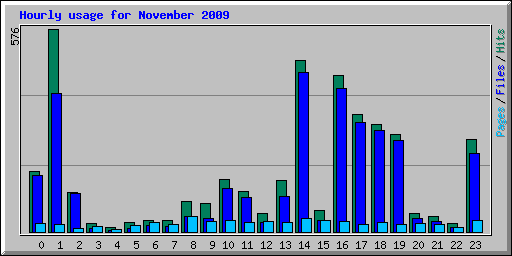 Hourly usage for November 2009
576
Pages / Files / Hits
0 1 2 3 4 5 6 7 8 9 10 11 12 13 14 15 16 17 18 19 20 21 22 23